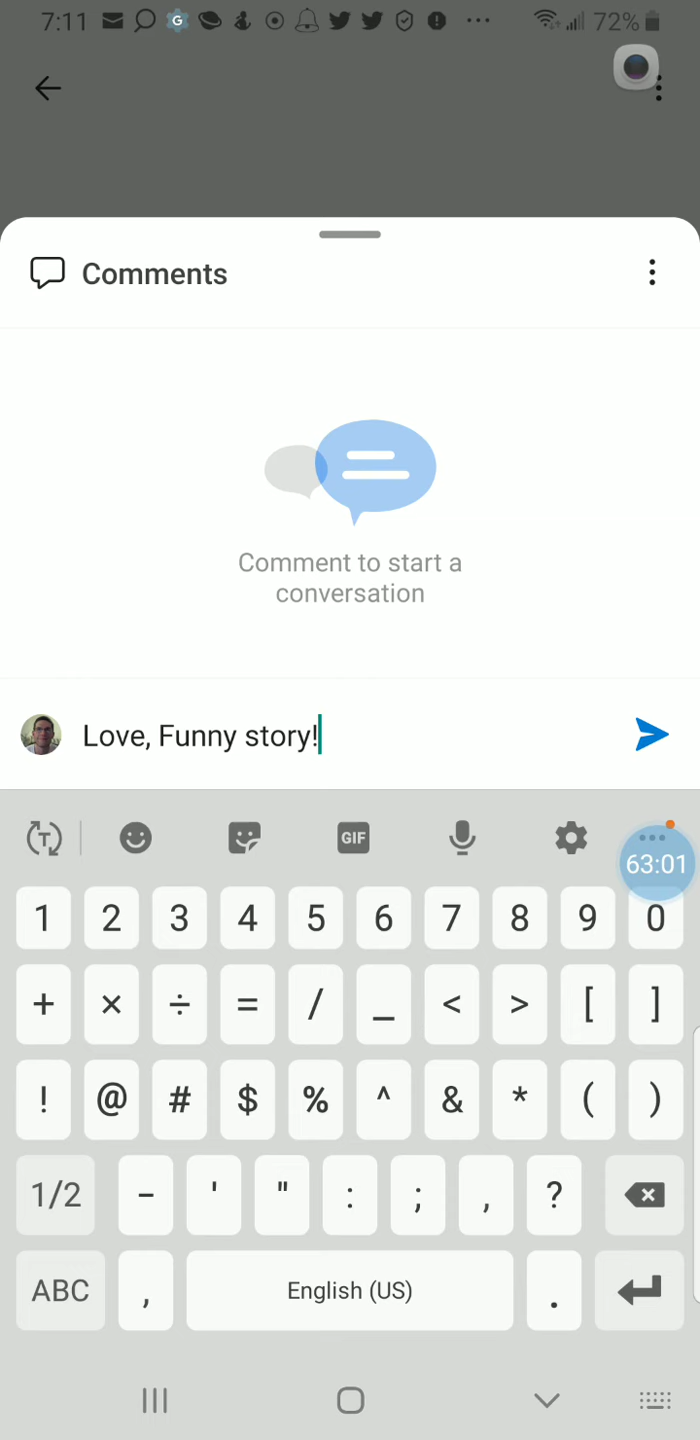 7:11 72%
Comments
Comment to start a
conversation
Love, Funny story!
GIF
63:01
1 2 3 4 5 6 7 8 9 0
+ × ÷ = / _ < > [ ]
! @ # $ % ^ & * ( )
1/2 - ' " : ; , ?
ABC , English (US) .